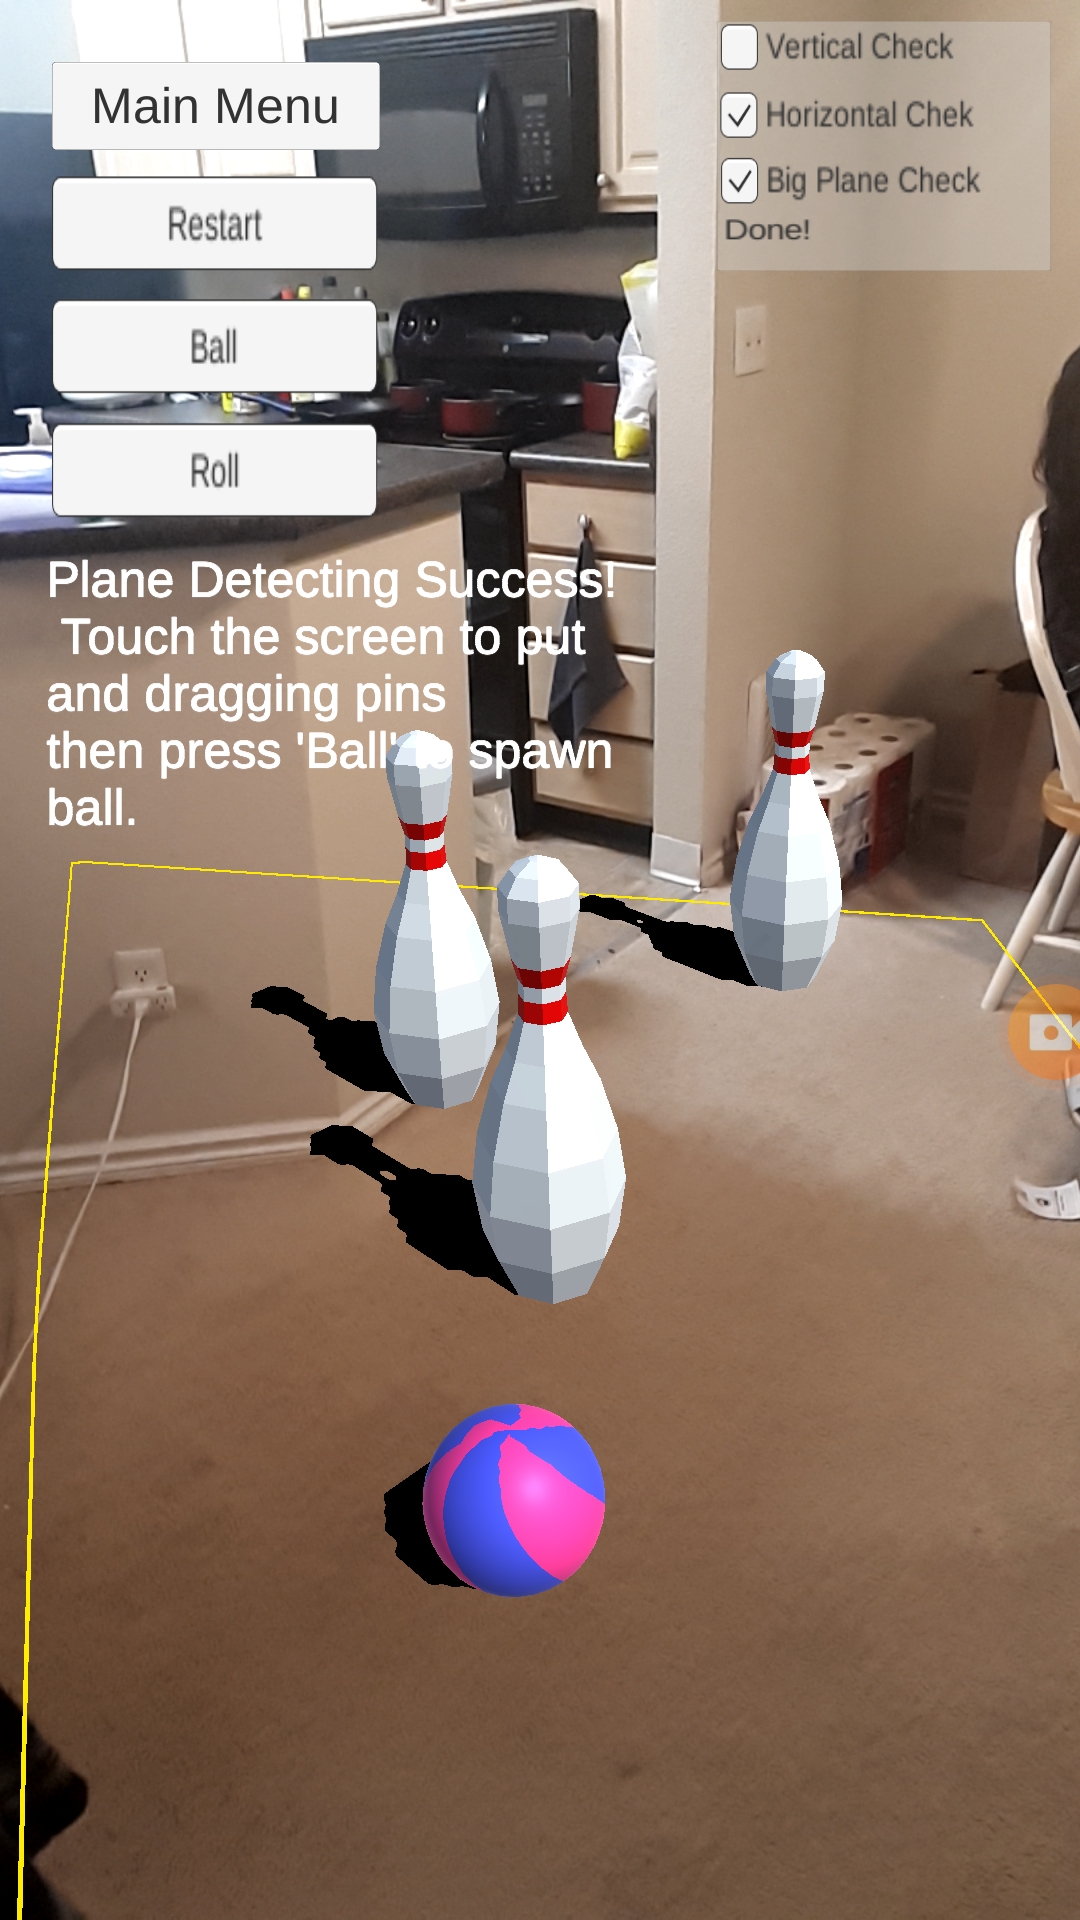 Main Menu
Restart
Ball
Roll
Vertical Check
Horizontal Chek
Big Plane Check
Done!
Plane Detecting Success!
Touch the screen to put
and dragging pins
then press 'Ball' to spawn
ball.